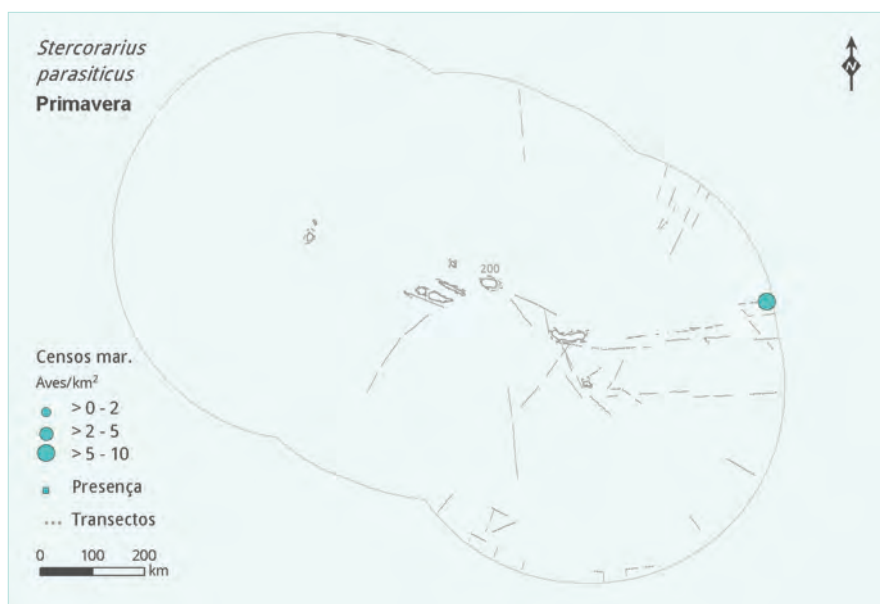 Stercorarius
parasiticus
Primavera
N
200
Censos mar.
Aves/km²
> 0 - 2
> 2 - 5
> 5 - 10
Presença
Transectos
0 100 200
km